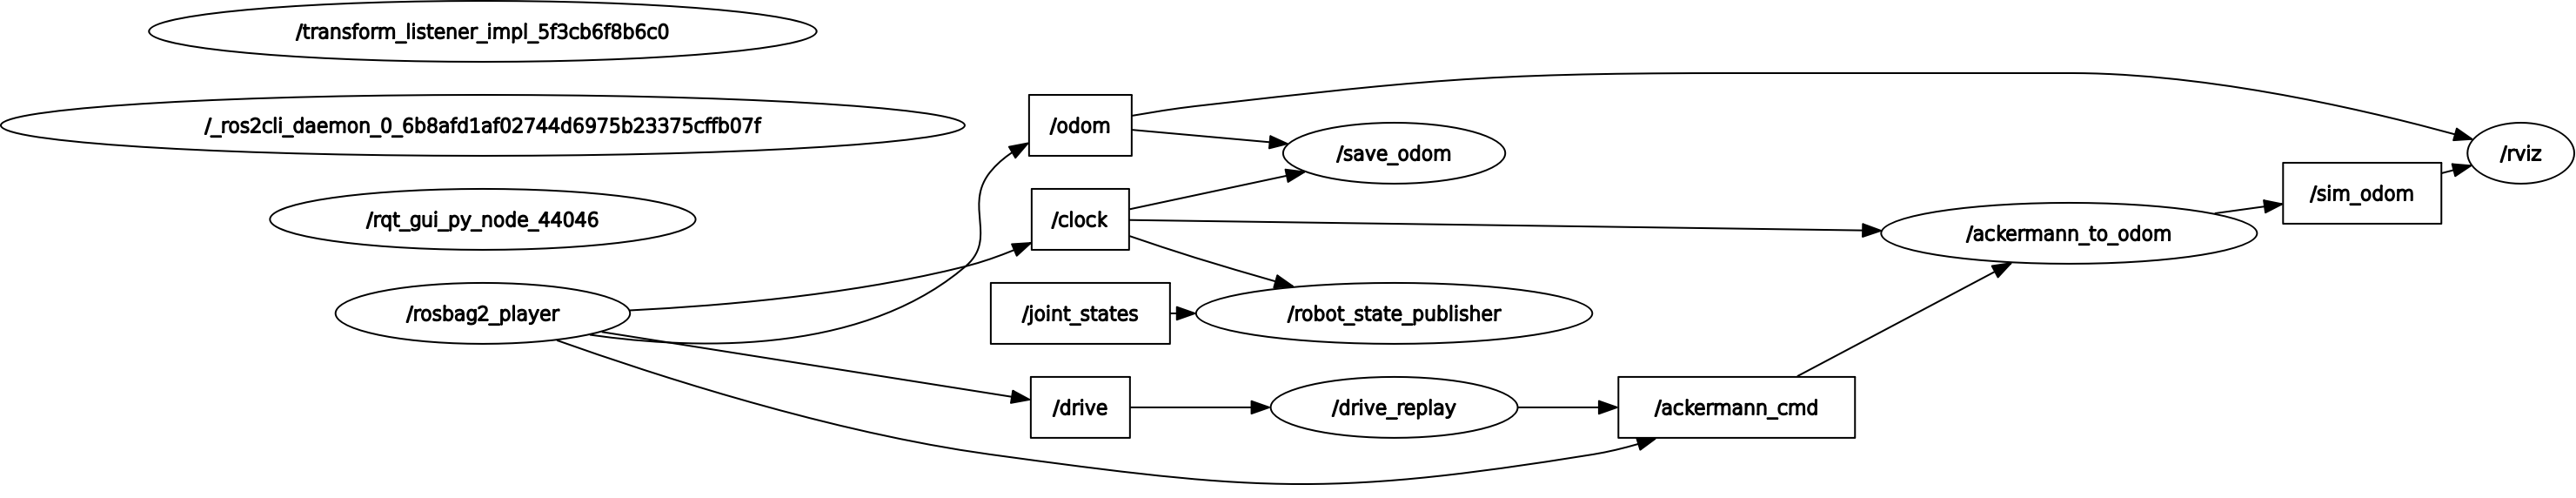 /transform_listener_impl_5f3cb6f8b6c0
/_ros2cli_daemon_0_6b8afd1af02744d6975b23375cffb07f
/rqt_gui_py_node_44046
/rosbag2_player
/odom
/clock
/joint_states
/drive
/save_odom
/robot_state_publisher
/drive_replay
/ackermann_cmd
/ackermann_to_odom
/sim_odom
/rviz